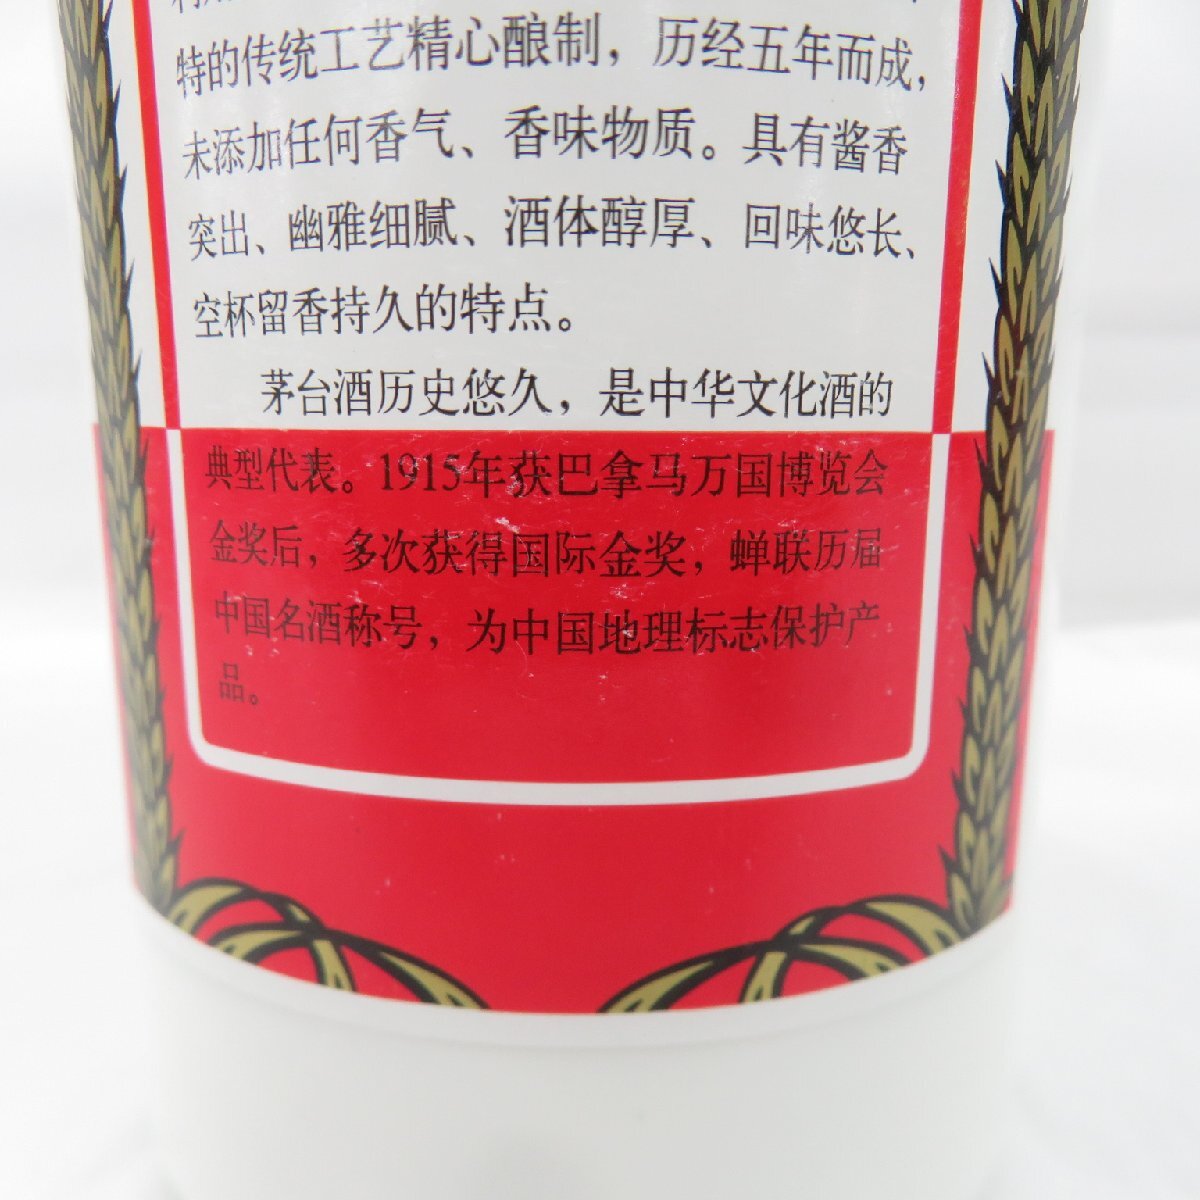 特的传统工艺精心酿制，历经五年而成，
未添加任何香气、香味物质。具有酱香
突出、幽雅细腻、酒体醇厚、回味悠长、
空杯留香持久的特点。
茅台酒历史悠久，是中华文化酒的
典型代表。1915年获巴拿马万国博览会
金奖后，多次获得国际金奖，蝉联历届
中国名酒称号，为中国地理标志保护产
品。